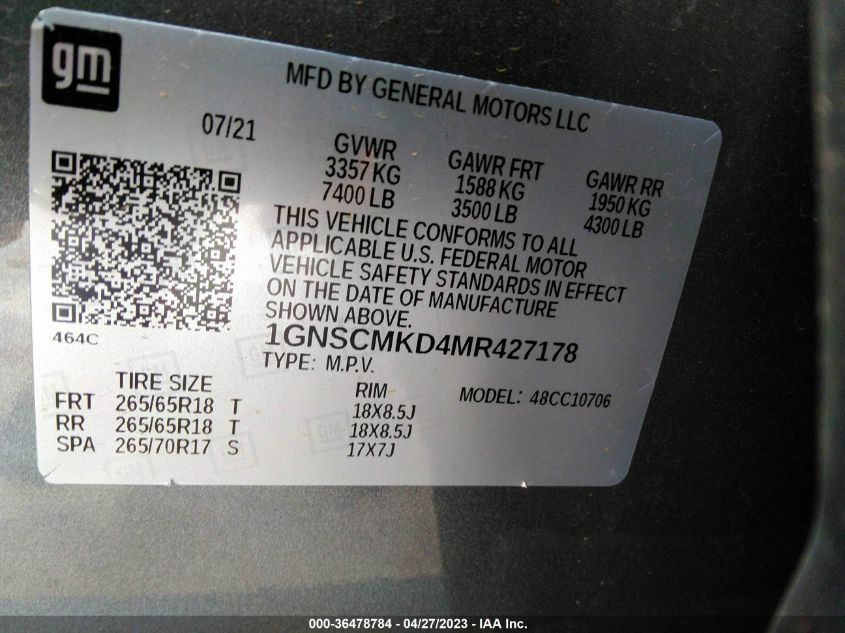 gm
MFD BY GENERAL MOTORS LLC
07/21
GVWR
3357 KG
7400 LB
GAWR FRT
1588 KG
3500 LB
GAWR RR
1950 KG
4300 LB
THIS VEHICLE CONFORMS TO ALL
APPLICABLE U.S. FEDERAL MOTOR
VEHICLE SAFETY STANDARDS IN EFFECT
ON THE DATE OF MANUFACTURE
SHOWN ABOVE.
464C
1GNSCMKD4MR427178
TYPE: M.P.V.
TIRE SIZE RIM MODEL: 48CC10706
FRT 265/65R18 T 18X8.5J
RR 265/65R18 T 18X8.5J
SPA 265/70R17 S 17X7J
000-36478784 - 04/27/2023 - IAA Inc.